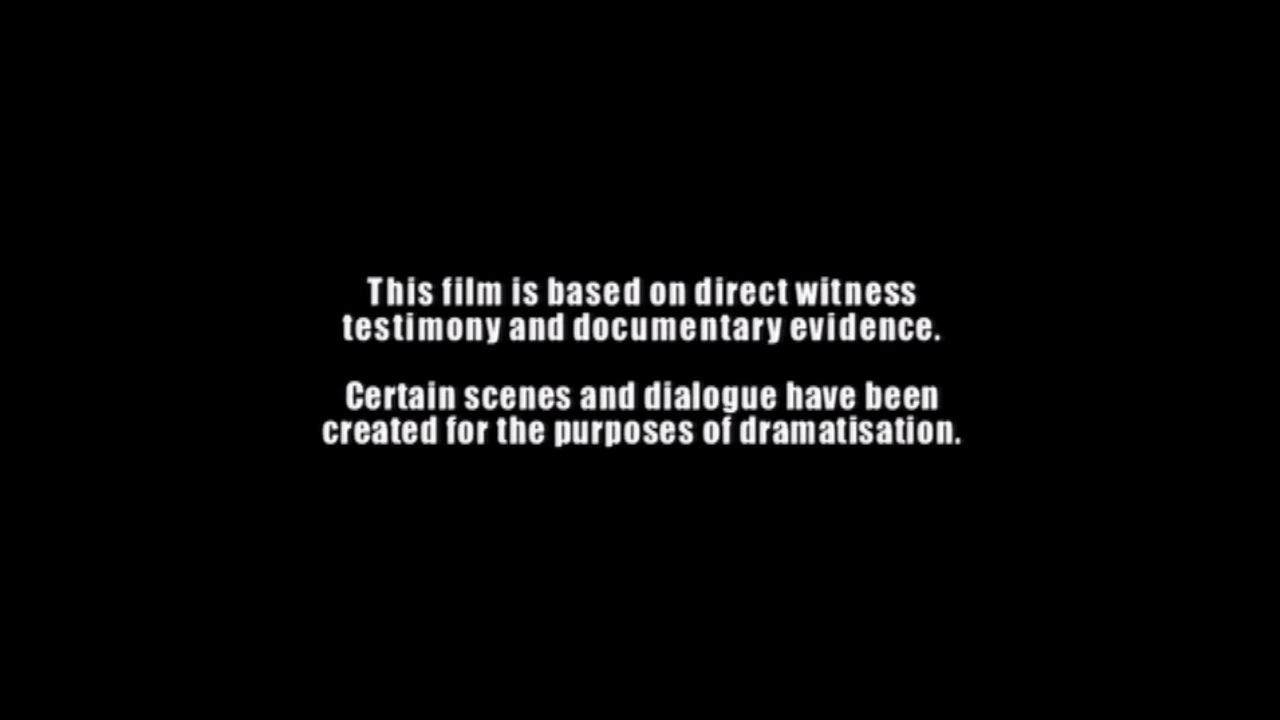 This film is based on direct witness
testimony and documentary evidence.
Certain scenes and dialogue have been
created for the purposes of dramatisation.